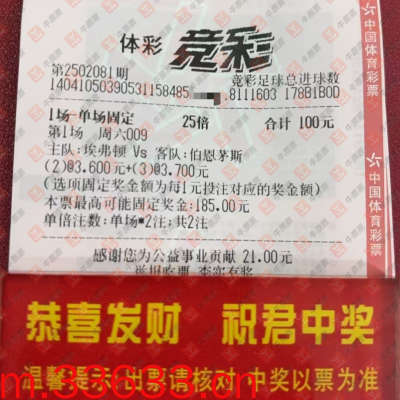 体彩 竞彩
第2502081期 竞彩足球总进球数
14041050390531158485 .8111603 178B1B0D
1场-单场固定 25倍 合计 100元
第1场 周六009
主队:埃弗顿 Vs 客队:伯恩茅斯
(2)@3.600元+(3)@3.700元
(选项固定奖金额为每1元投注对应的奖金额)
本票最高可能固定奖金:185.00元
单倍注数:单场*2注;共2注
感谢您为公益事业贡献 21.00元
中国体育彩票
中国体育彩票
恭喜发财 祝君中奖
温馨提示 出票请核对 中奖以票为准
m.33633.cn